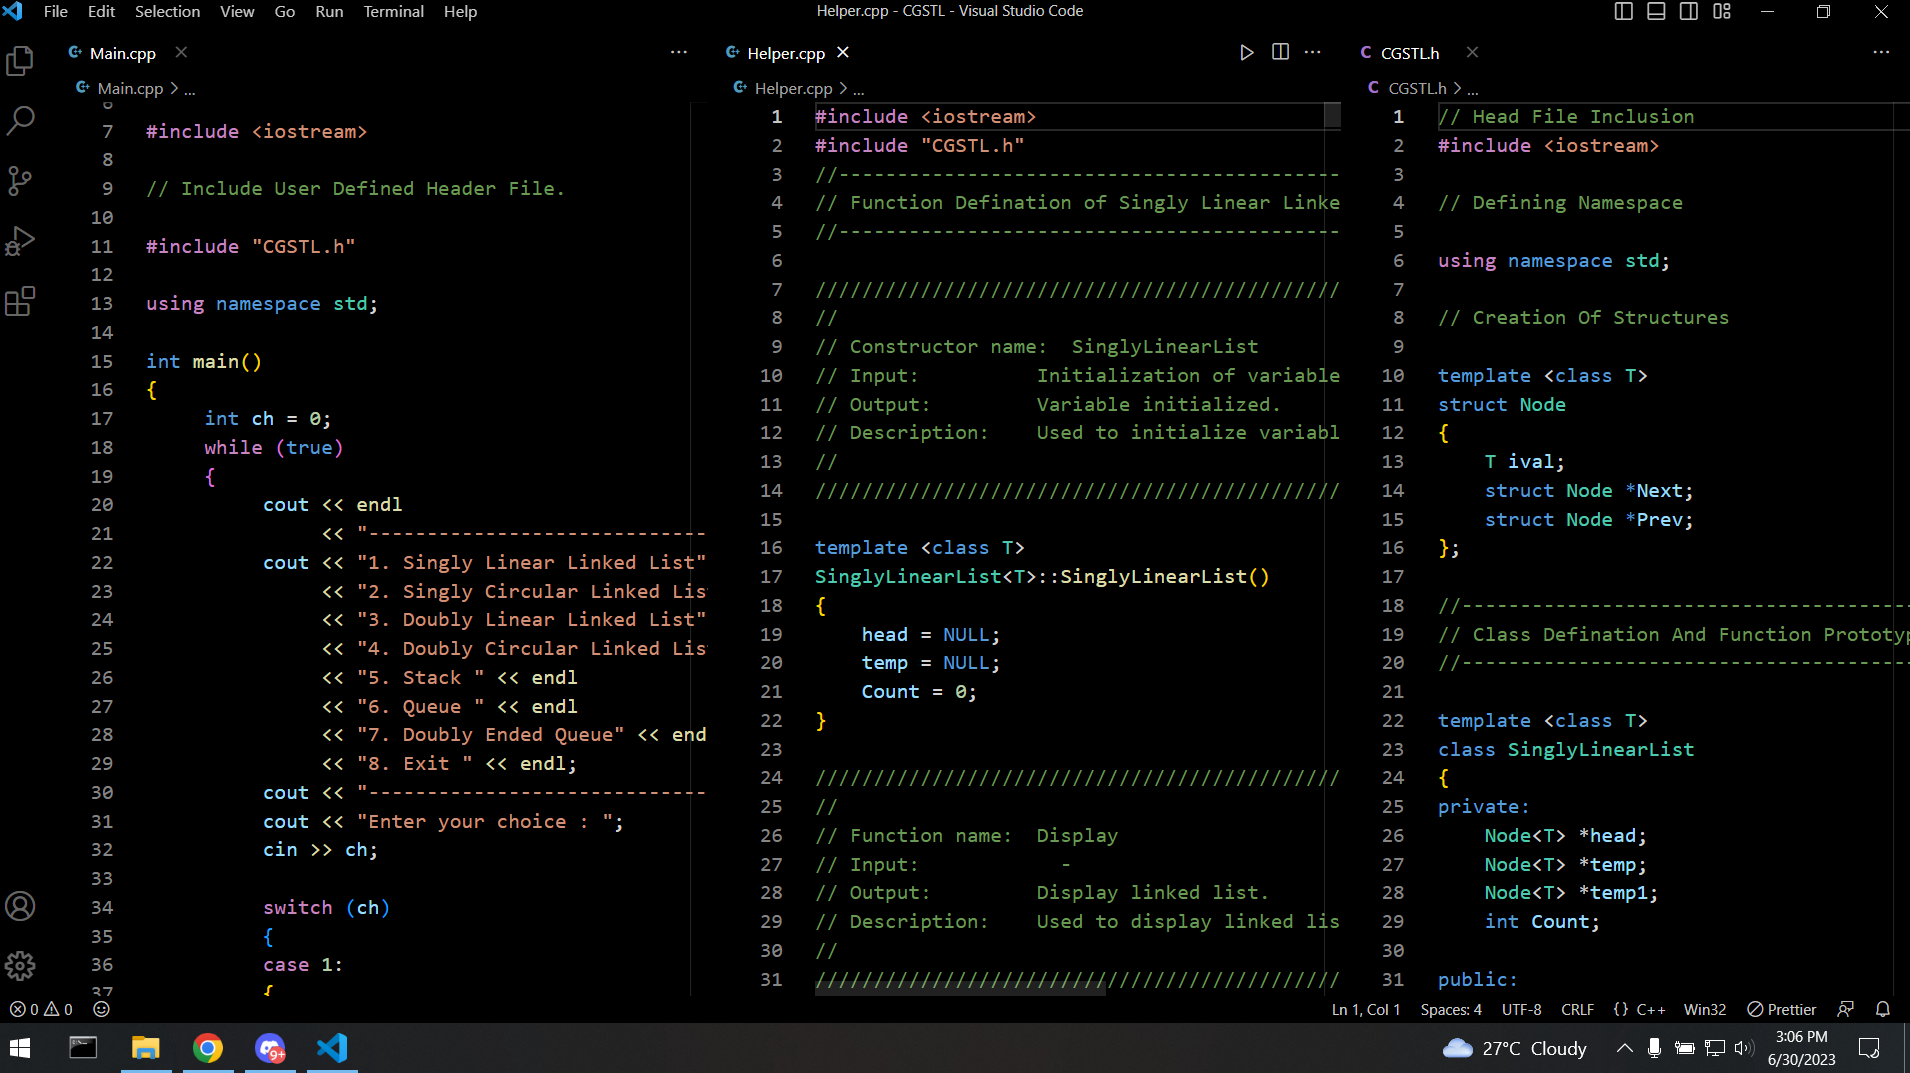 File Edit Selection View Go Run Terminal Help
Helper.cpp - CGSTL - Visual Studio Code
Main.cpp
Main.cpp > ...
6
7 #include <iostream>
8
9 // Include User Defined Header File.
10
11 #include "CGSTL.h"
12
13 using namespace std;
14
15 int main()
16 {
17 int ch = 0;
18 while (true)
19 {
20 cout << endl
21 << "-----------------------------
22 cout << "1. Singly Linear Linked List"
23 << "2. Singly Circular Linked Lis
24 << "3. Doubly Linear Linked List"
25 << "4. Doubly Circular Linked Lis
26 << "5. Stack " << endl
27 << "6. Queue " << endl
28 << "7. Doubly Ended Queue" << end
29 << "8. Exit " << endl;
30 cout << "-----------------------------
31 cout << "Enter your choice : ";
32 cin >> ch;
33
34 switch (ch)
35 {
36 case 1:
37 {
Helper.cpp
Helper.cpp > ...
1 #include <iostream>
2 #include "CGSTL.h"
3 //-------------------------------------------
4 // Function Defination of Singly Linear Linke
5 //-------------------------------------------
6
7 /////////////////////////////////////////////
8 //
9 // Constructor name: SinglyLinearList
10 // Input: Initialization of variable
11 // Output: Variable initialized.
12 // Description: Used to initialize variabl
13 //
14 /////////////////////////////////////////////
15
16 template <class T>
17 SinglyLinearList<T>::SinglyLinearList()
18 {
19 head = NULL;
20 temp = NULL;
21 Count = 0;
22 }
23
24 /////////////////////////////////////////////
25 //
26 // Function name: Display
27 // Input: -
28 // Output: Display linked list.
29 // Description: Used to display linked lis
30 //
31 /////////////////////////////////////////////
CGSTL.h
CGSTL.h > ...
1 // Head File Inclusion
2 #include <iostream>
3
4 // Defining Namespace
5
6 using namespace std;
7
8 // Creation Of Structures
9
10 template <class T>
11 struct Node
12 {
13 T ival;
14 struct Node *Next;
15 struct Node *Prev;
16 };
17
18 //--------------------------------------
19 // Class Defination And Function Prototyp
20 //--------------------------------------
21
22 template <class T>
23 class SinglyLinearList
24 {
25 private:
26 Node<T> *head;
27 Node<T> *temp;
28 Node<T> *temp1;
29 int Count;
30
31 public:
0 0
Ln 1, Col 1 Spaces: 4 UTF-8 CRLF {} C++ Win32 Prettier
9+
27°C Cloudy
3:06 PM
6/30/2023